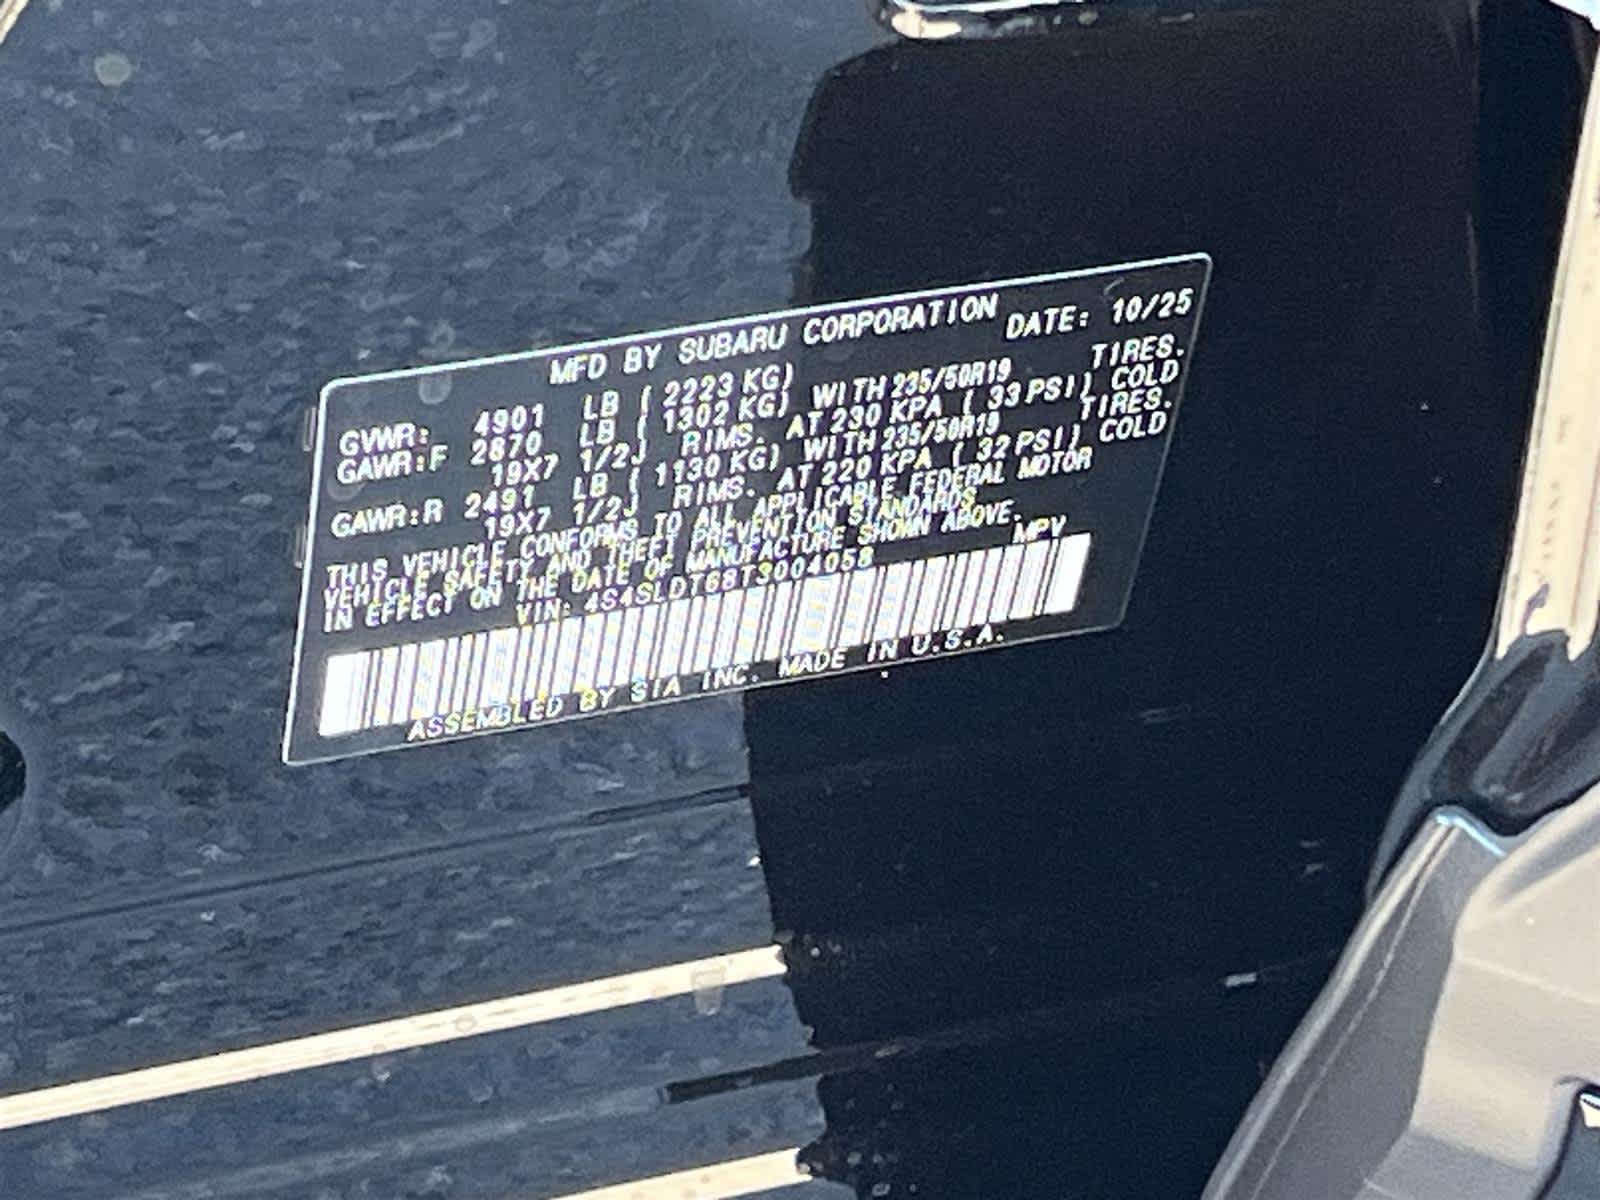 MFD BY SUBARU CORPORATION DATE: 10/25
GVWR: 4901 LB ( 2223 KG)
GAWR:F 2870 LB ( 1302 KG) WITH 235/50R19 TIRES.
19X7 1/2J RIMS. AT 230 KPA ( 33 PSI) COLD
GAWR:R 2491 LB ( 1130 KG) WITH 235/50R19 TIRES.
19X7 1/2J RIMS. AT 220 KPA ( 32 PSI) COLD
THIS VEHICLE CONFORMS TO ALL APPLICABLE FEDERAL MOTOR
VEHICLE SAFETY AND THEFT PREVENTION STANDARDS
IN EFFECT ON THE DATE OF MANUFACTURE SHOWN ABOVE.
VIN: 4S4SLDT68T3004058 MPV
ASSEMBLED BY SIA INC. MADE IN U.S.A.